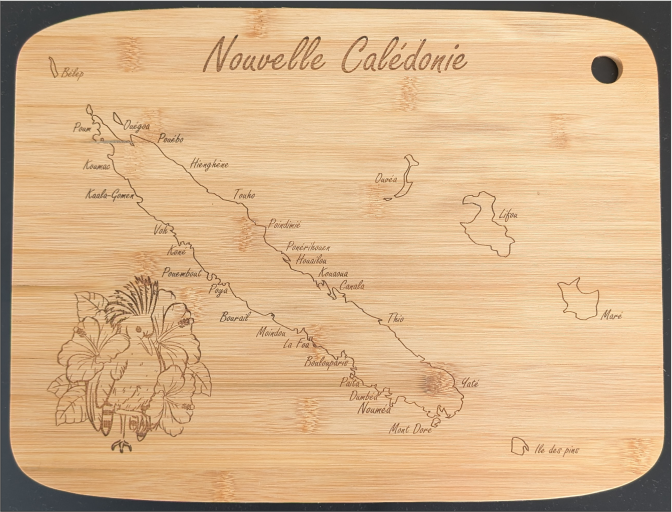 Nouvelle Calédonie
Bélep
Poum
Ouégoa
Pouébo
Koumac
Hienghène
Kaala-Gomen
Touho
Ouvéa
Lifou
Voh
Poindimié
Koné
Ponérihouen
Houaïlou
Pouembout
Kouaoua
Poya
Canala
Maré
Bourail
Thio
Moindou
La Foa
Bouloupario
Païta
Yaté
Dumbéa
Nouméa
Mont Dore
Ile des pins